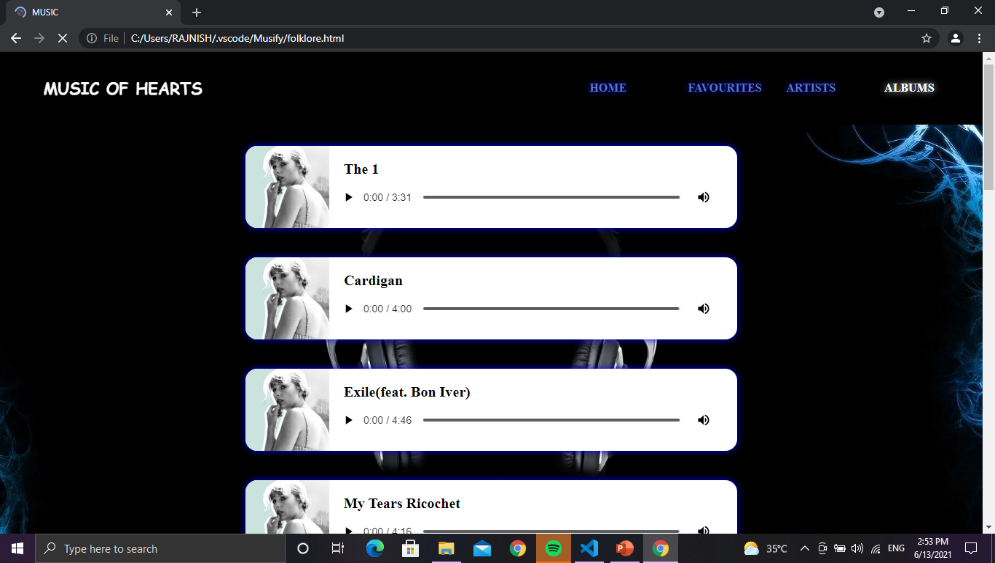 MUSIC
File
C:/Users/RAJNISH/.vscode/Musify/folklore.html
MUSIC OF HEARTS
HOME
FAVOURITES
ARTISTS
ALBUMS
The 1
0:00 / 3:31
Cardigan
0:00 / 4:00
Exile(feat. Bon Iver)
0:00 / 4:46
My Tears Ricochet
0:00 / 4:16
Type here to search
35°C
ENG
2:53 PM
6/13/2021